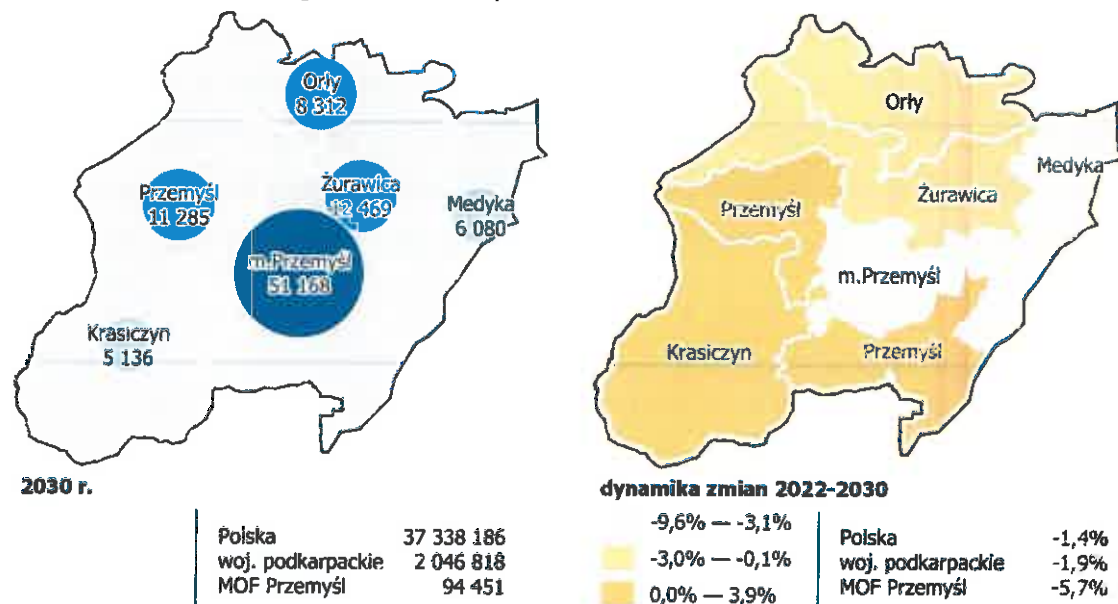 Orły
8 312
Przemyśl
11 285
Żurawica
12 469
Medyka
6 080
m.Przemyśl
51 168
Krasiczyn
5 136
2030 r.
Polska 37 338 186
woj. podkarpackie 2 046 818
MOF Przemyśl 94 451
Orły
Medyka
Żurawica
Przemyśl
m.Przemyśl
Krasiczyn
Przemyśl
dynamika zmian 2022-2030
-9,6% — -3,1%
-3,0% — -0,1%
0,0% — 3,9%
Polska -1,4%
woj. podkarpackie -1,9%
MOF Przemyśl -5,7%